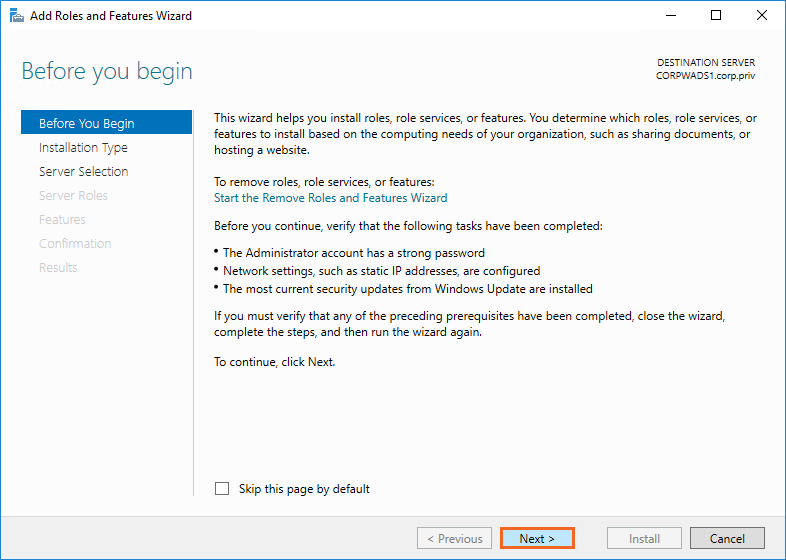 Add Roles and Features Wizard
Before you begin
DESTINATION SERVER
CORPWADS1.corp.priv
Before You Begin
Installation Type
Server Selection
Server Roles
Features
Confirmation
Results
This wizard helps you install roles, role services, or features. You determine which roles, role services, or
features to install based on the computing needs of your organization, such as sharing documents, or
hosting a website.
To remove roles, role services, or features:
Start the Remove Roles and Features Wizard
Before you continue, verify that the following tasks have been completed:
• The Administrator account has a strong password
• Network settings, such as static IP addresses, are configured
• The most current security updates from Windows Update are installed
If you must verify that any of the preceding prerequisites have been completed, close the wizard,
complete the steps, and then run the wizard again.
To continue, click Next.
Skip this page by default
< Previous
Next >
Install
Cancel